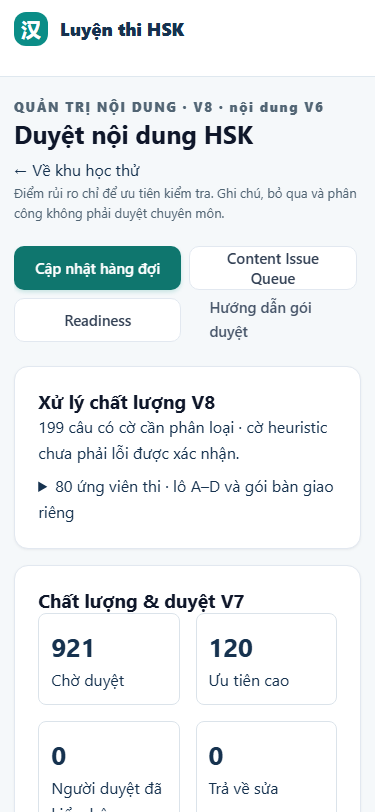 汉 Luyện thi HSK
QUẢN TRỊ NỘI DUNG · V8 · nội dung V6
Duyệt nội dung HSK
← Về khu học thử
Điểm rủi ro chỉ để ưu tiên kiểm tra. Ghi chú, bỏ qua và phân
công không phải duyệt chuyên môn.
Cập nhật hàng đợi
Content Issue
Queue
Readiness
Hướng dẫn gói
duyệt
Xử lý chất lượng V8
199 câu có cờ cần phân loại · cờ heuristic
chưa phải lỗi được xác nhận.
▶ 80 ứng viên thi · lô A–D và gói bàn giao
riêng
Chất lượng & duyệt V7
921
Chờ duyệt
120
Ưu tiên cao
0
Người duyệt đã
0
Trả về sửa